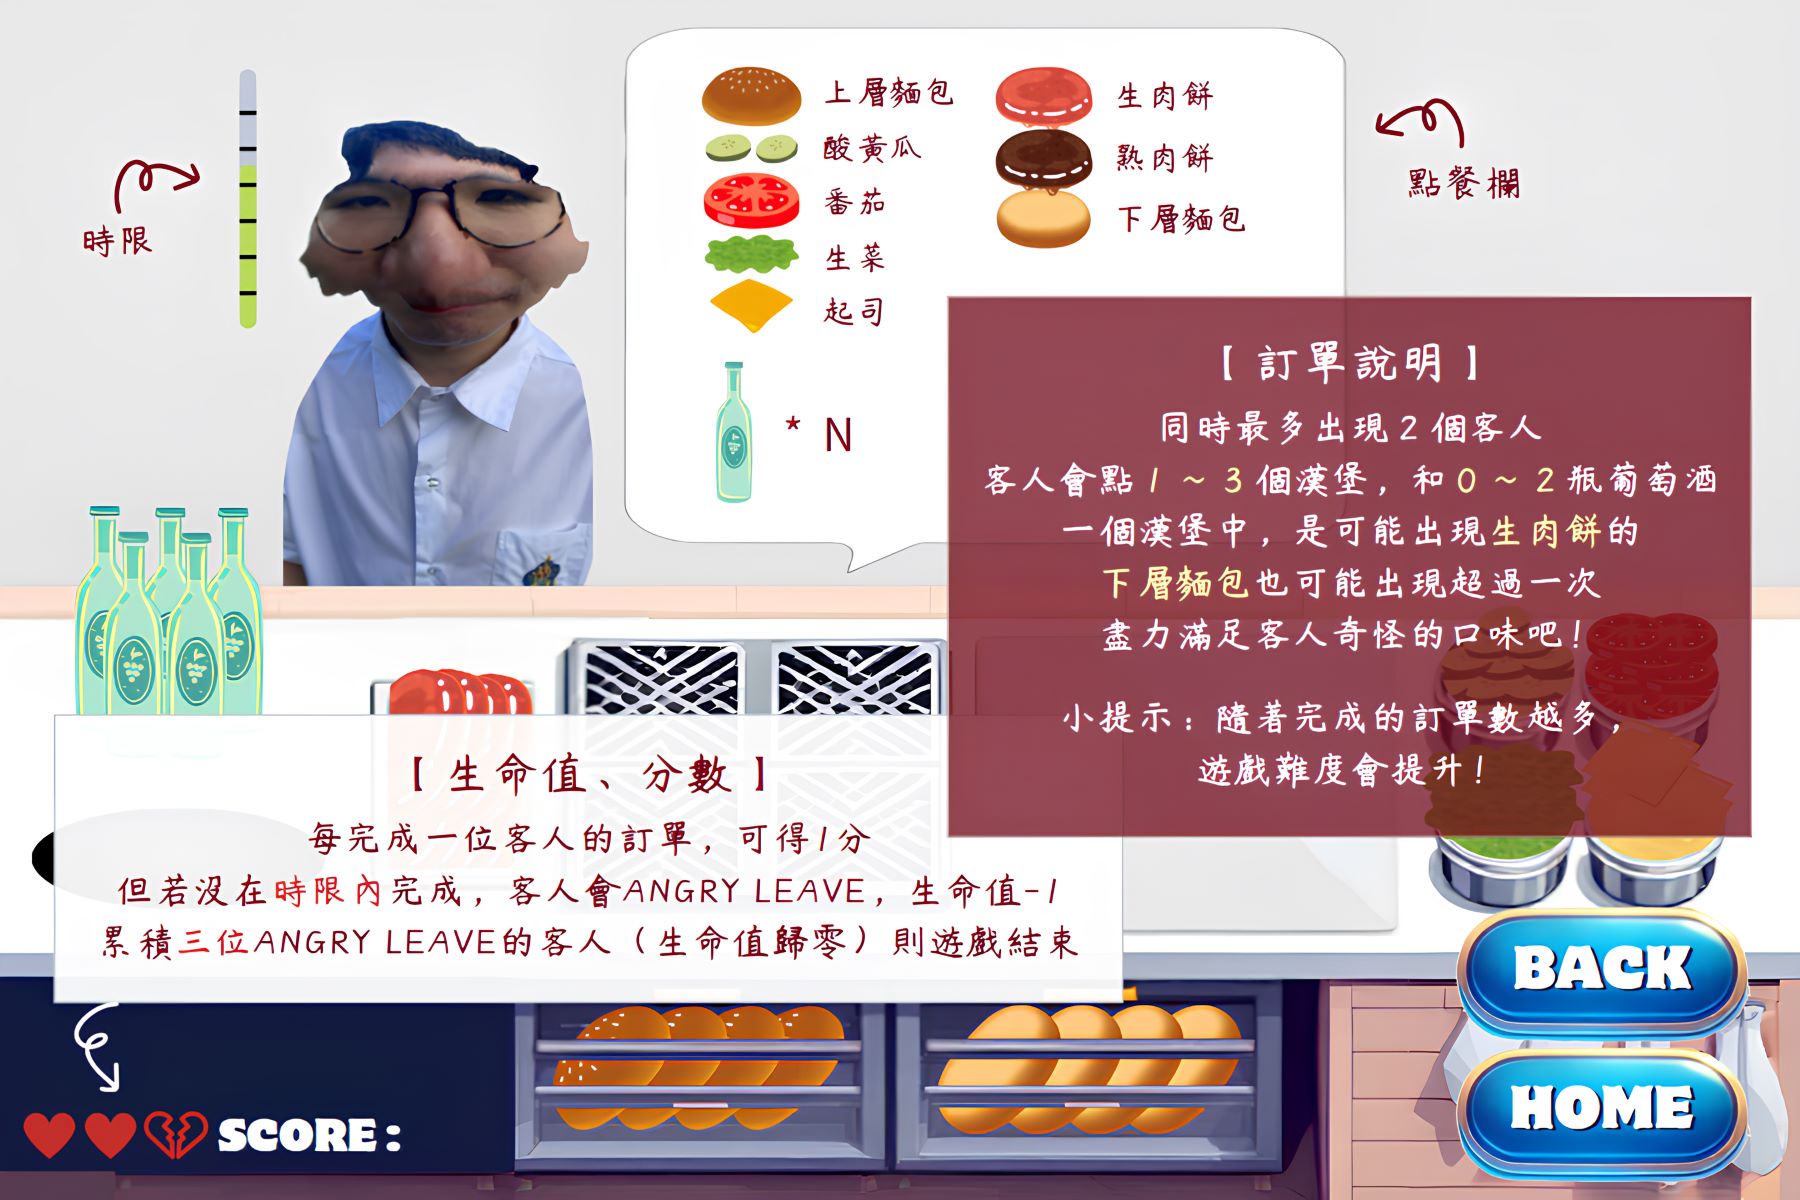 時限
上層麵包
酸黃瓜
番茄
生菜
起司
生肉餅
熟肉餅
下層麵包
* N
點餐欄
【訂單說明】
同時最多出現2個客人
客人會點1～3個漢堡，和0～2瓶葡萄酒
一個漢堡中，是可能出現生肉餅的
下層麵包也可能出現超過一次
盡力滿足客人奇怪的口味吧！
小提示：隨著完成的訂單數越多，
遊戲難度會提升！
【生命值、分數】
每完成一位客人的訂單，可得1分
但若沒在時限內完成，客人會ANGRY LEAVE，生命值-1
累積三位ANGRY LEAVE的客人（生命值歸零）則遊戲結束
SCORE:
BACK
HOME